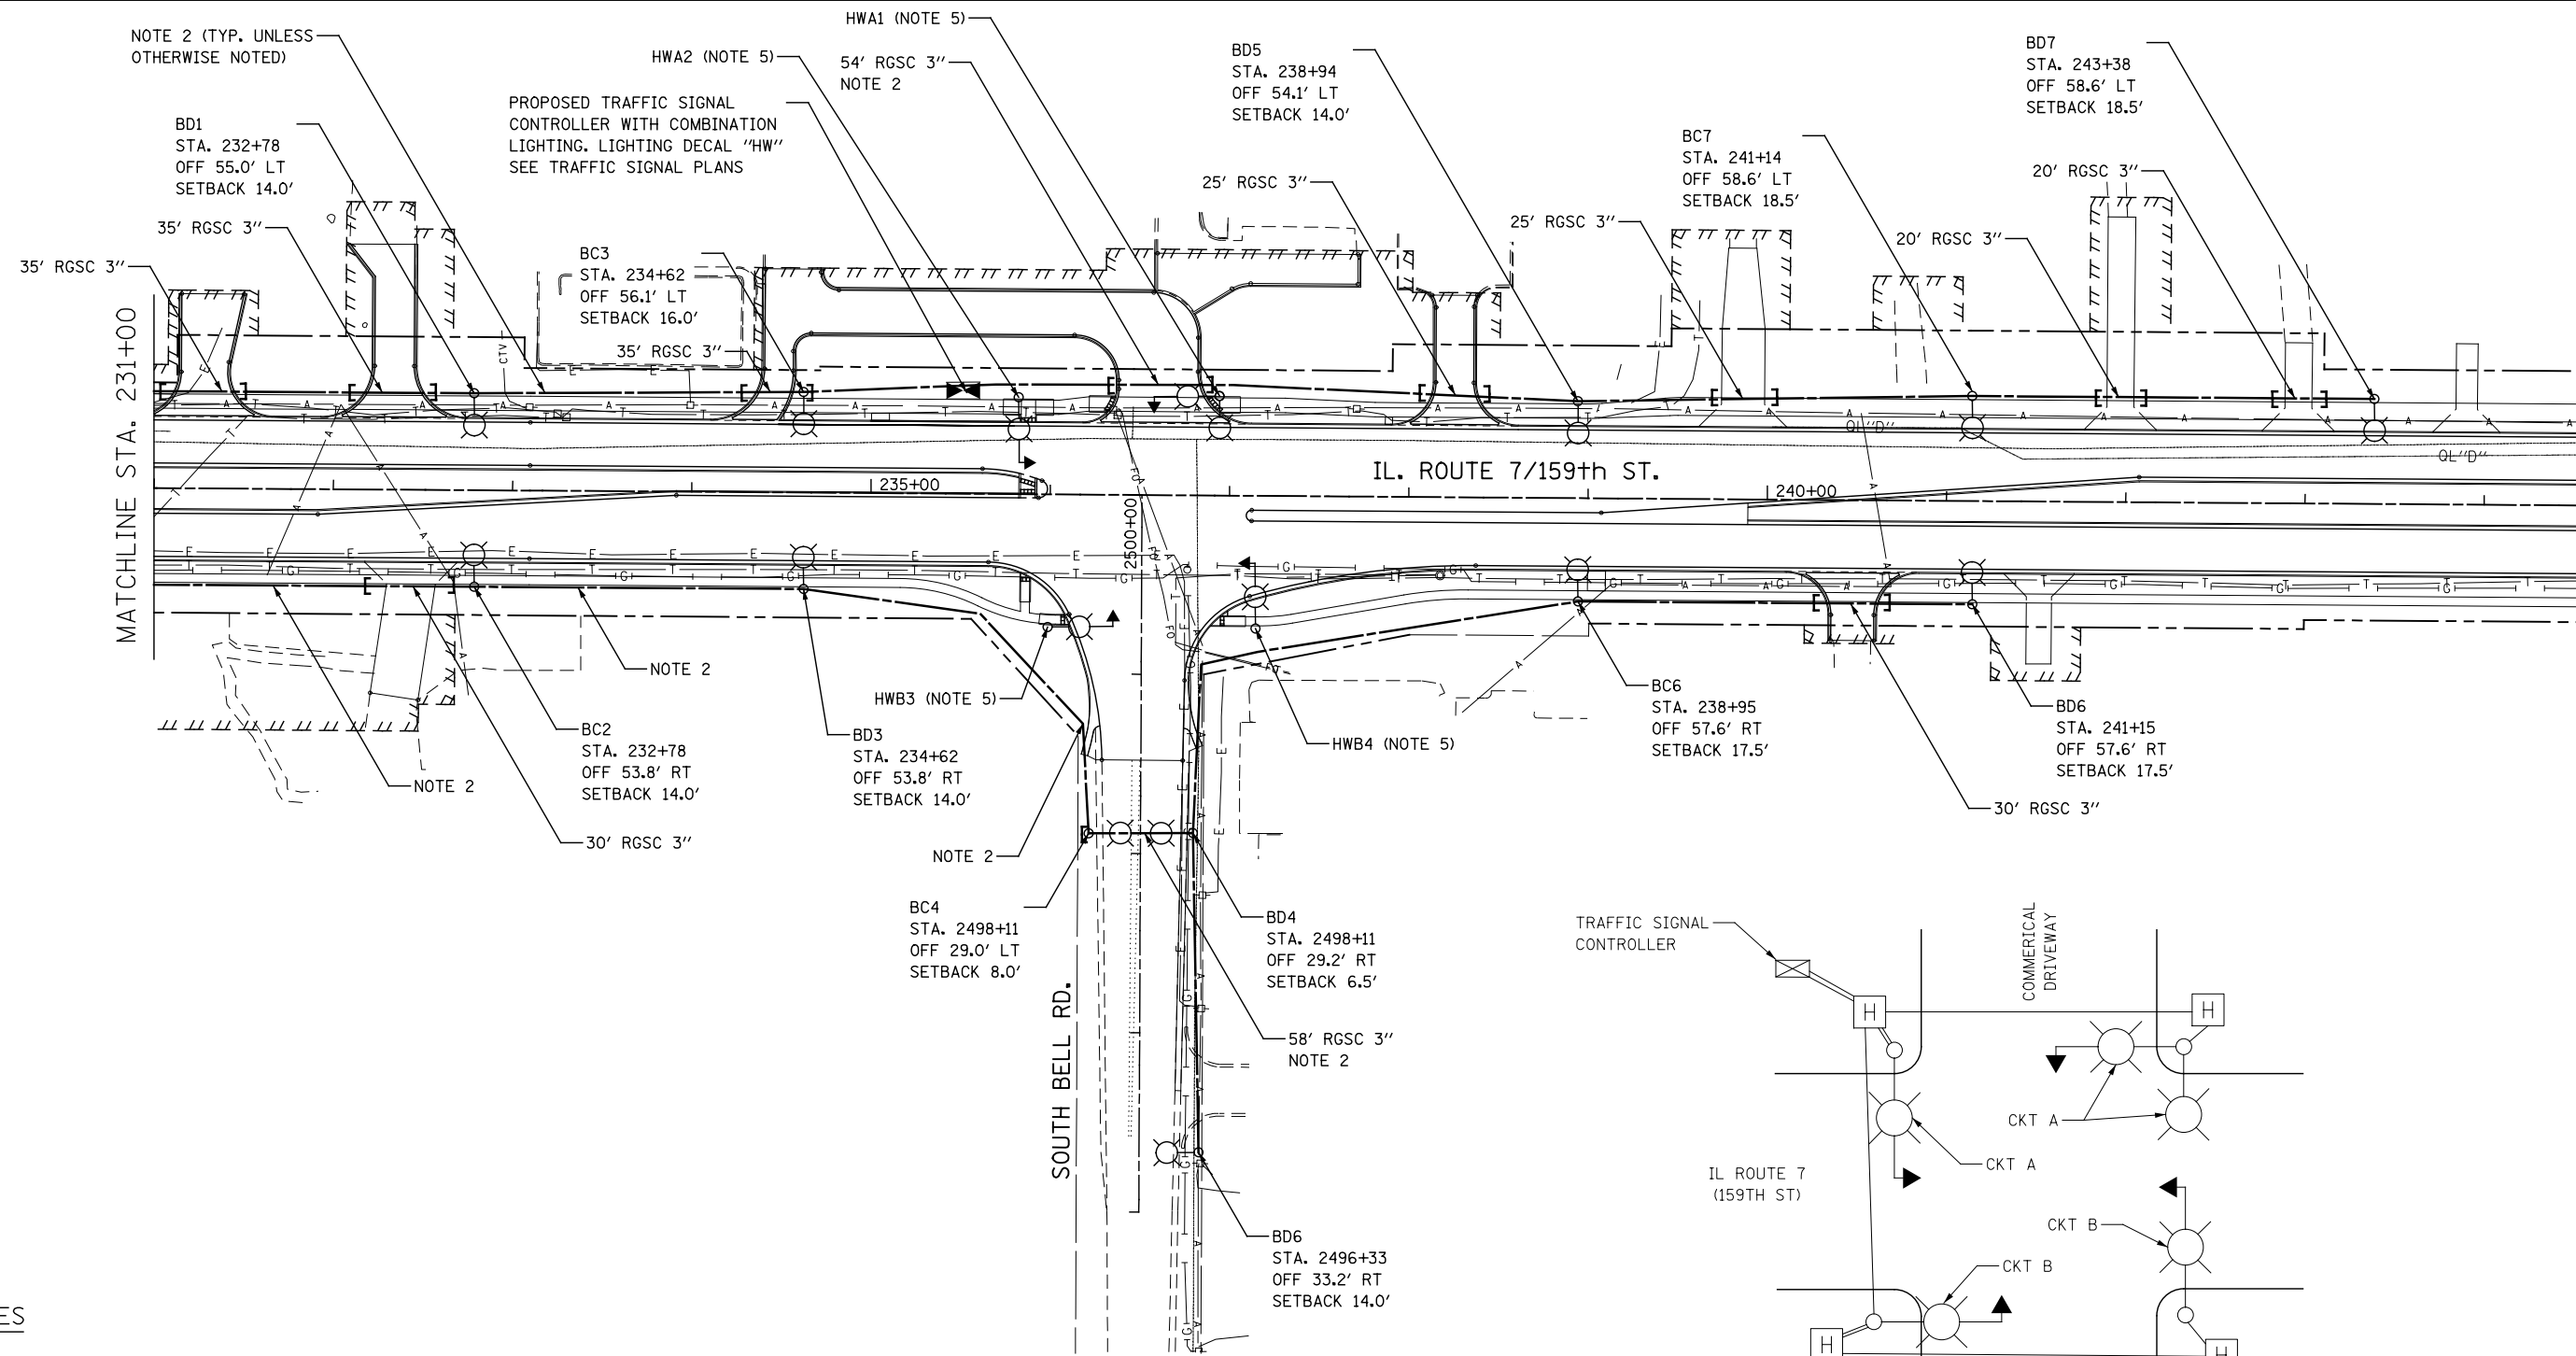 HWA1 (NOTE 5)
NOTE 2 (TYP. UNLESS
OTHERWISE NOTED)
HWA2 (NOTE 5)
54' RGSC 3"
NOTE 2
BD5
STA. 238+94
OFF 54.1' LT
SETBACK 14.0'
BD7
STA. 243+38
OFF 58.6' LT
SETBACK 18.5'
PROPOSED TRAFFIC SIGNAL
CONTROLLER WITH COMBINATION
LIGHTING. LIGHTING DECAL "HW"
SEE TRAFFIC SIGNAL PLANS
BD1
STA. 232+78
OFF 55.0' LT
SETBACK 14.0'
BC7
STA. 241+14
OFF 58.6' LT
SETBACK 18.5'
25' RGSC 3"
20' RGSC 3"
35' RGSC 3"
25' RGSC 3"
20' RGSC 3"
35' RGSC 3"
BC3
STA. 234+62
OFF 56.1' LT
SETBACK 16.0'
35' RGSC 3"
CTV
MATCHLINE STA. 231+00
QL"D"
QL"D"
IL. ROUTE 7/159th ST.
235+00
240+00
2500+00
NOTE 2
HWB3 (NOTE 5)
BC6
STA. 238+95
OFF 57.6' RT
SETBACK 17.5'
BD6
STA. 241+15
OFF 57.6' RT
SETBACK 17.5'
BC2
STA. 232+78
OFF 53.8' RT
SETBACK 14.0'
BD3
STA. 234+62
OFF 53.8' RT
SETBACK 14.0'
HWB4 (NOTE 5)
NOTE 2
30' RGSC 3"
30' RGSC 3"
NOTE 2
BC4
STA. 2498+11
OFF 29.0' LT
SETBACK 8.0'
BD4
STA. 2498+11
OFF 29.2' RT
SETBACK 6.5'
58' RGSC 3"
NOTE 2
SOUTH BELL RD.
BD6
STA. 2496+33
OFF 33.2' RT
SETBACK 14.0'
TRAFFIC SIGNAL
CONTROLLER
COMMERICAL
DRIVEWAY
H
H
CKT A
CKT A
IL ROUTE 7
(159TH ST)
CKT B
CKT B
H
H
ES